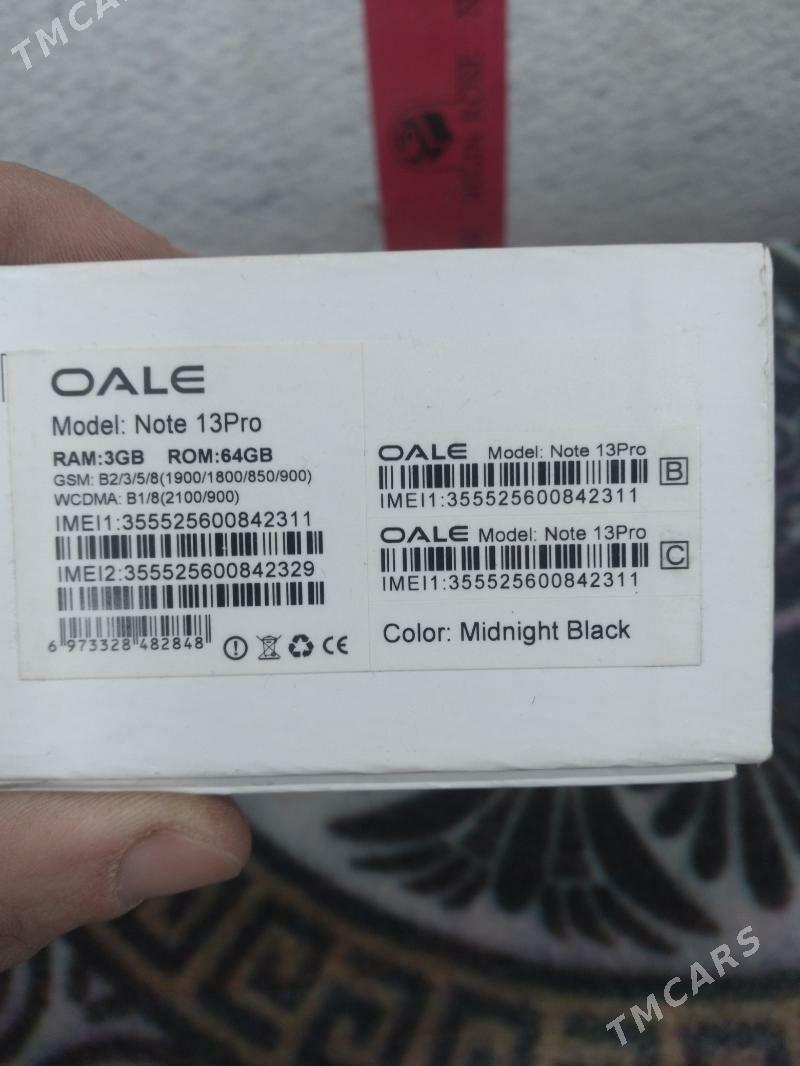 TMCARS
OALE
Model: Note 13Pro
RAM:3GB ROM:64GB
GSM: B2/3/5/8(1900/1800/850/900)
WCDMA: B1/8(2100/900)
IMEI1:355525600842311
IMEI2:355525600842329
6 973328 482848
CE
OALE Model: Note 13Pro
B
IMEI1:355525600842311
OALE Model: Note 13Pro
C
IMEI1:355525600842311
Color: Midnight Black
TMCARS